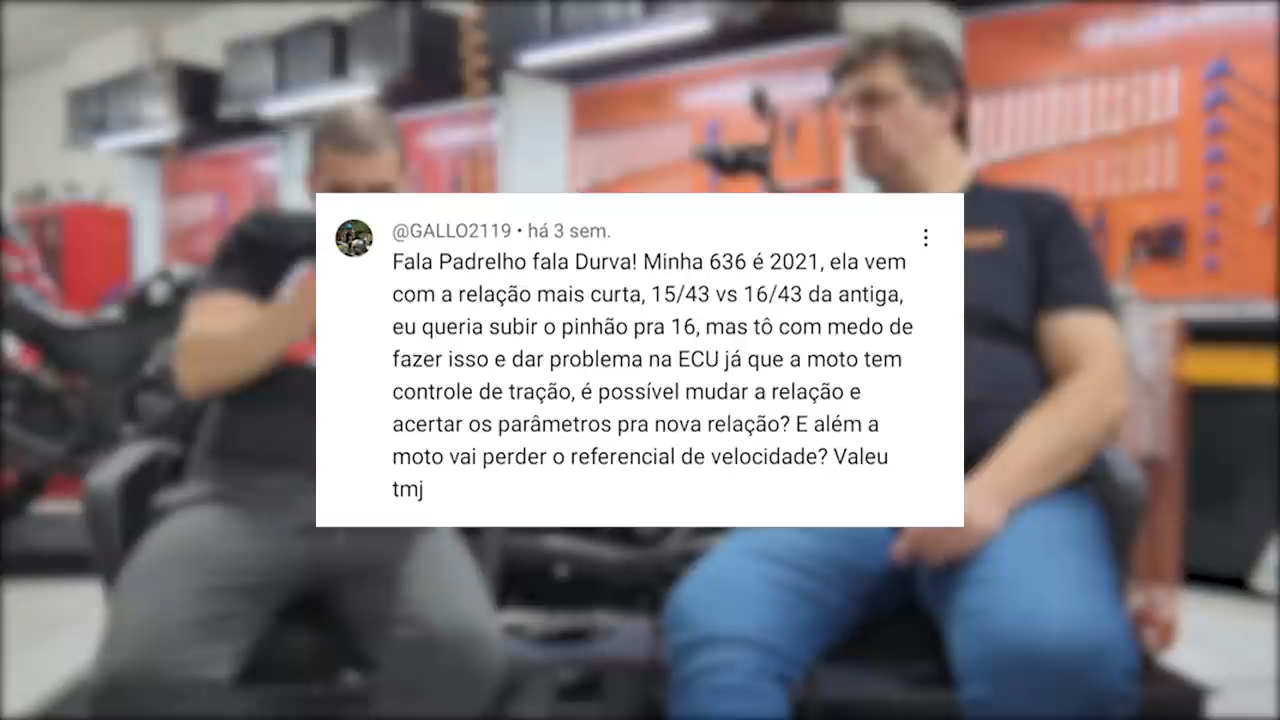 @GALLO2119 • há 3 sem.
Fala Padrelho fala Durva! Minha 636 é 2021, ela vem
com a relação mais curta, 15/43 vs 16/43 da antiga,
eu queria subir o pinhão pra 16, mas tô com medo de
fazer isso e dar problema na ECU já que a moto tem
controle de tração, é possível mudar a relação e
acertar os parâmetros pra nova relação? E além a
moto vai perder o referencial de velocidade? Valeu
tmj